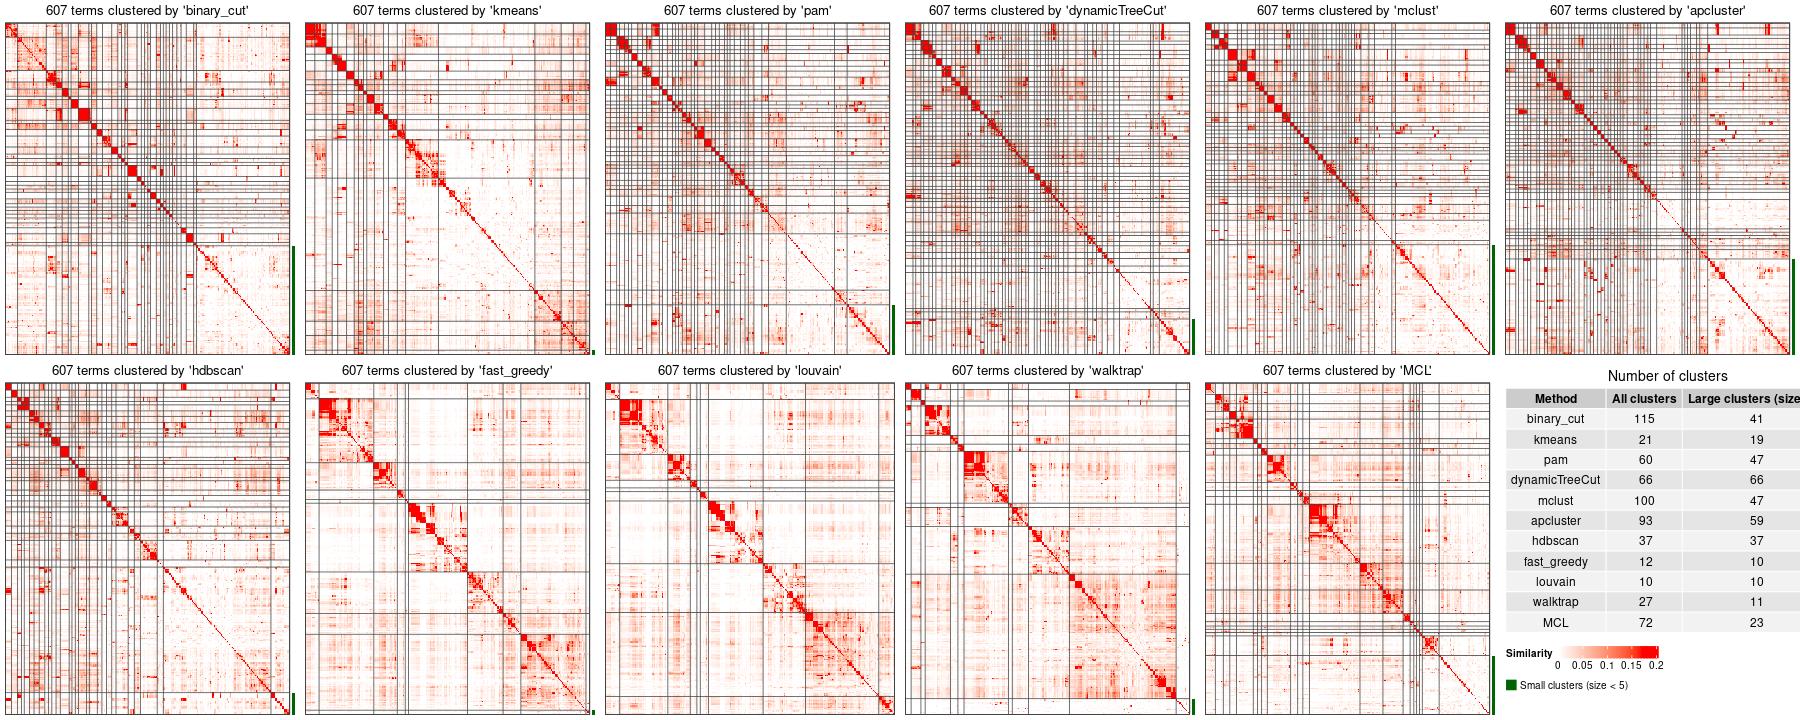 607 terms clustered by 'binary_cut'
607 terms clustered by 'kmeans'
607 terms clustered by 'pam'
607 terms clustered by 'dynamicTreeCut'
607 terms clustered by 'mclust'
607 terms clustered by 'apcluster'
607 terms clustered by 'hdbscan'
607 terms clustered by 'fast_greedy'
607 terms clustered by 'louvain'
607 terms clustered by 'walktrap'
607 terms clustered by 'MCL'
Number of clusters
Method All clusters Large clusters (size
binary_cut 115 41
kmeans 21 19
pam 60 47
dynamicTreeCut 66 66
mclust 100 47
apcluster 93 59
hdbscan 37 37
fast_greedy 12 10
louvain 10 10
walktrap 27 11
MCL 72 23
Similarity
0 0.05 0.1 0.15 0.2
Small clusters (size < 5)